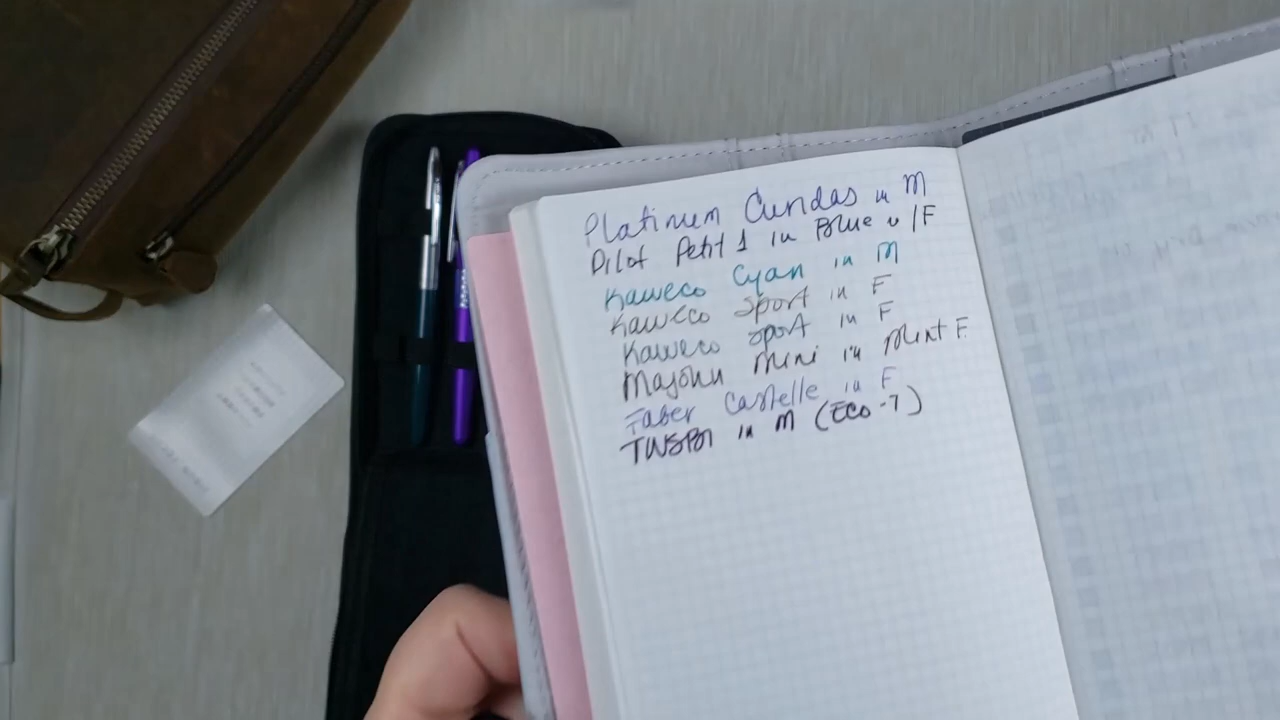 Platinum Curidas in M
Pilot Petit 1 in Blue w/F
Kaweco Cyan in M
Kaweco Sport in F
Kaweco Sport in F
Majohn Mini in Mint F.
Faber Castelle in F
TWSBI in M (Eco-T)